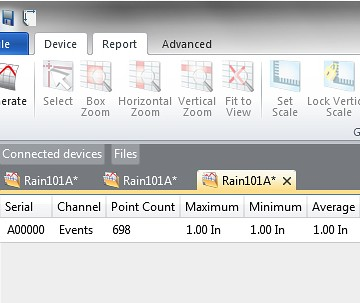 le Device Report Advanced
nerate Select Box Zoom Horizontal Zoom Vertical Zoom Fit to View Set Scale Lock Vertic Scale
G
Connected devices Files
Rain101A* Rain101A* Rain101A* ×
Serial Channel Point Count Maximum Minimum Average
A00000 Events 698 1.00 In 1.00 In 1.00 In